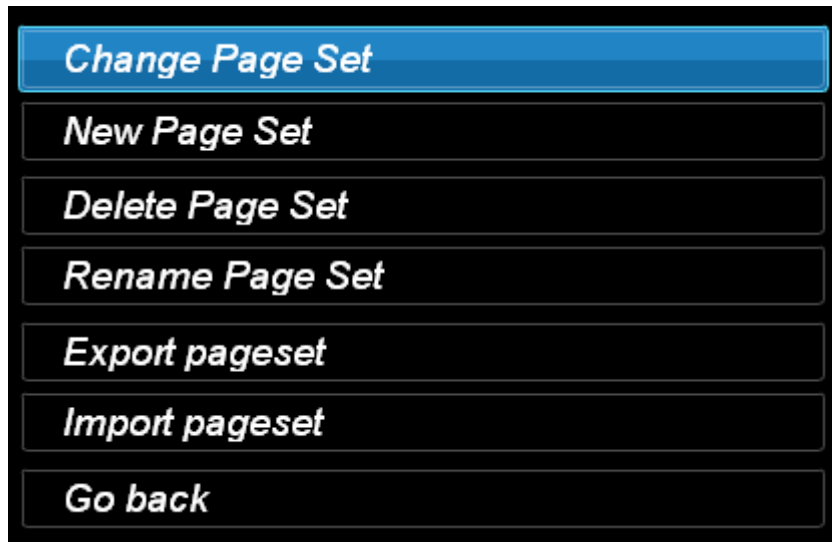 Change Page Set
New Page Set
Delete Page Set
Rename Page Set
Export pageset
Import pageset
Go back